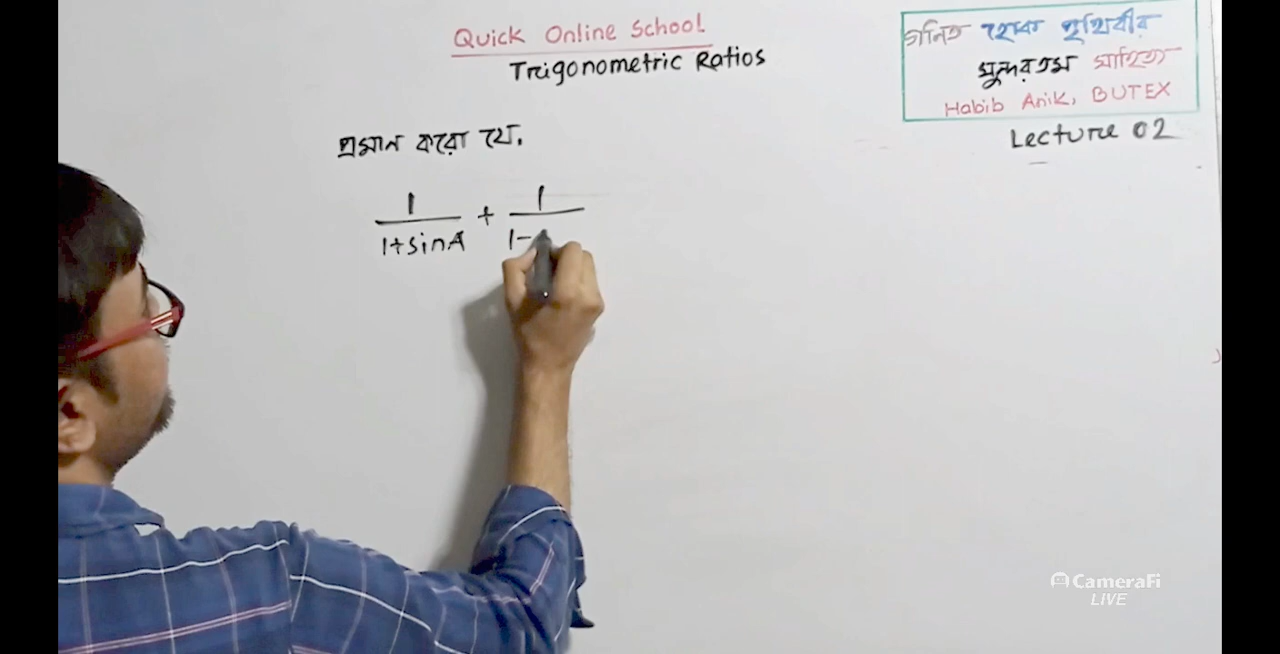 Quick Online School
Trigonometric Ratios
গনিত হোক পৃথিবীর
সুন্দরতম সাহিত্য
Habib Anik, BUTEX
Lecture 02
প্রমান করো যে,
1/1+sinA + 1/1-
CameraFi
LIVE